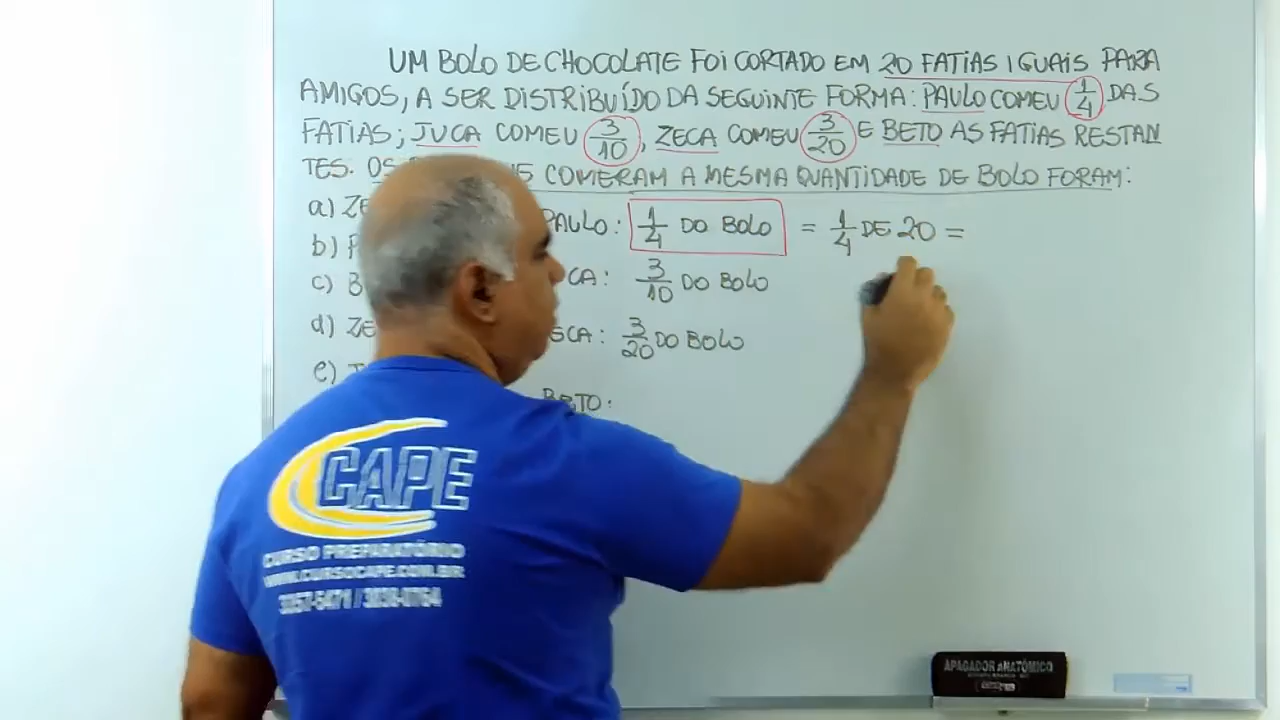 UM BOLO DE CHOCOLATE FOI CORTADO EM 20 FATIAS IGUAIS PARA
AMIGOS, A SER DISTRIBUÍDO DA SEGUINTE FORMA: PAULO COMEU 1/4 DAS
FATIAS; JUCA COMEU 3/10, ZECA COMEU 3/20 E BETO AS FATIAS RESTAN
TES. OS COMERAM A MESMA QUANTIDADE DE BOLO FORAM:
a) ZE
b) P
c) B
d) ZE
e)
PAULO: 1/4 DO BOLO = 1/4 DE 20 =
CA: 3/10 DO BOLO
CA: 3/20 DO BOLO
BETO:
CAPE
CURSO PREPARATÓRIO
WWW.CURSOCAPE.COM.BR
APAGADOR ANATÔMICO